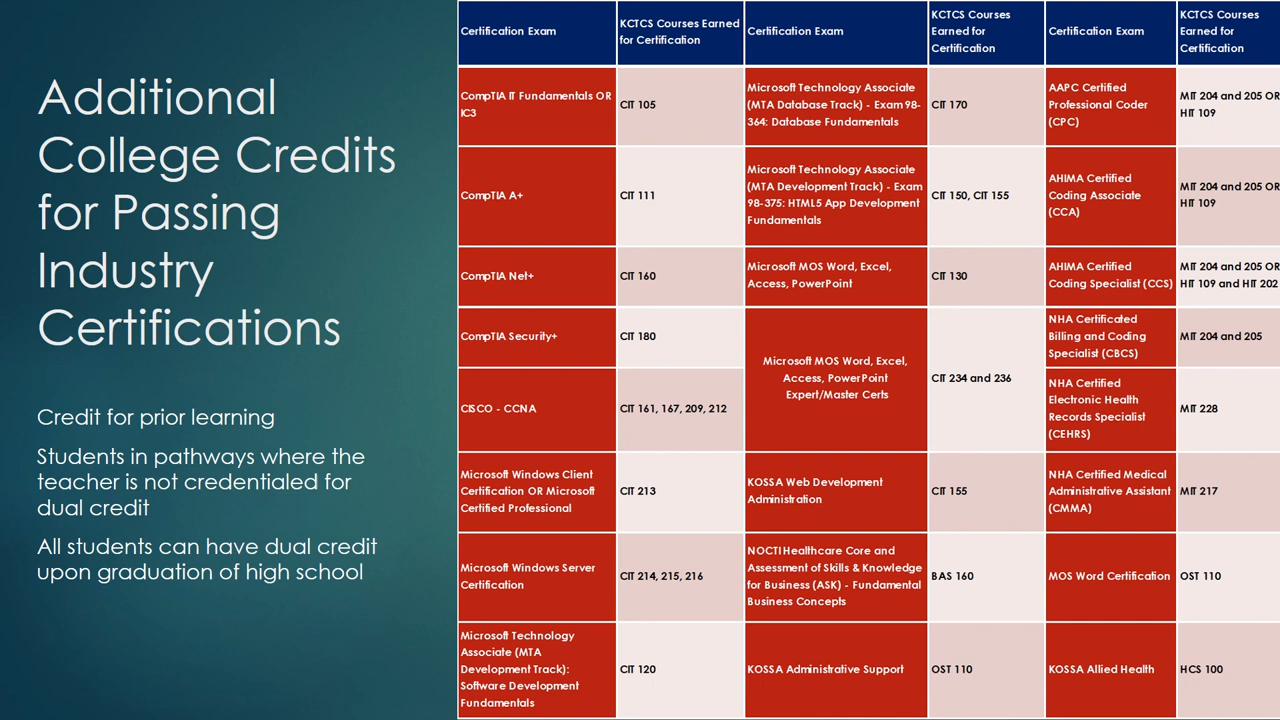 Additional
College Credits
for Passing
Industry
Certifications
Credit for prior learning
Students in pathways where the
teacher is not credentialed for
dual credit
All students can have dual credit
upon graduation of high school
Certification Exam
KCTCS Courses Earned
for Certification
Certification Exam
KCTCS Courses
Earned for
Certification
Certification Exam
KCTCS Courses
Earned for
Certification
CompTIA IT Fundamentals OR
IC3
CIT 105
Microsoft Technology Associate
(MTA Database Track) - Exam 98-
364: Database Fundamentals
CIT 170
AAPC Certified
Professional Coder
(CPC)
MIT 204 and 205 OR
HIT 109
CompTIA A+
CIT 111
Microsoft Technology Associate
(MTA Development Track) - Exam
98-375: HTML5 App Development
Fundamentals
CIT 150, CIT 155
AHIMA Certified
Coding Associate
(CCA)
MIT 204 and 205 OR
HIT 109
CompTIA Net+
CIT 160
Microsoft MOS Word, Excel,
Access, PowerPoint
CIT 130
AHIMA Certified
Coding Specialist (CCS)
MIT 204 and 205 OR
HIT 109 and HIT 202
CompTIA Security+
CIT 180
Microsoft MOS Word, Excel,
Access, PowerPoint
Expert/Master Certs
CIT 234 and 236
NHA Certificated
Billing and Coding
Specialist (CBCS)
MIT 204 and 205
CISCO - CCNA
CIT 161, 167, 209, 212
NHA Certified
Electronic Health
Records Specialist
(CEHRS)
MIT 228
Microsoft Windows Client
Certification OR Microsoft
Certified Professional
CIT 213
KOSSA Web Development
Administration
CIT 155
NHA Certified Medical
Administrative Assistant
(CMMA)
MIT 217
Microsoft Windows Server
Certification
CIT 214, 215, 216
NOCTI Healthcare Core and
Assessment of Skills & Knowledge
for Business (ASK) - Fundamental
Business Concepts
BAS 160
MOS Word Certification
OST 110
Microsoft Technology
Associate (MTA
Development Track):
Software Development
Fundamentals
CIT 120
KOSSA Administrative Support
OST 110
KOSSA Allied Health
HCS 100